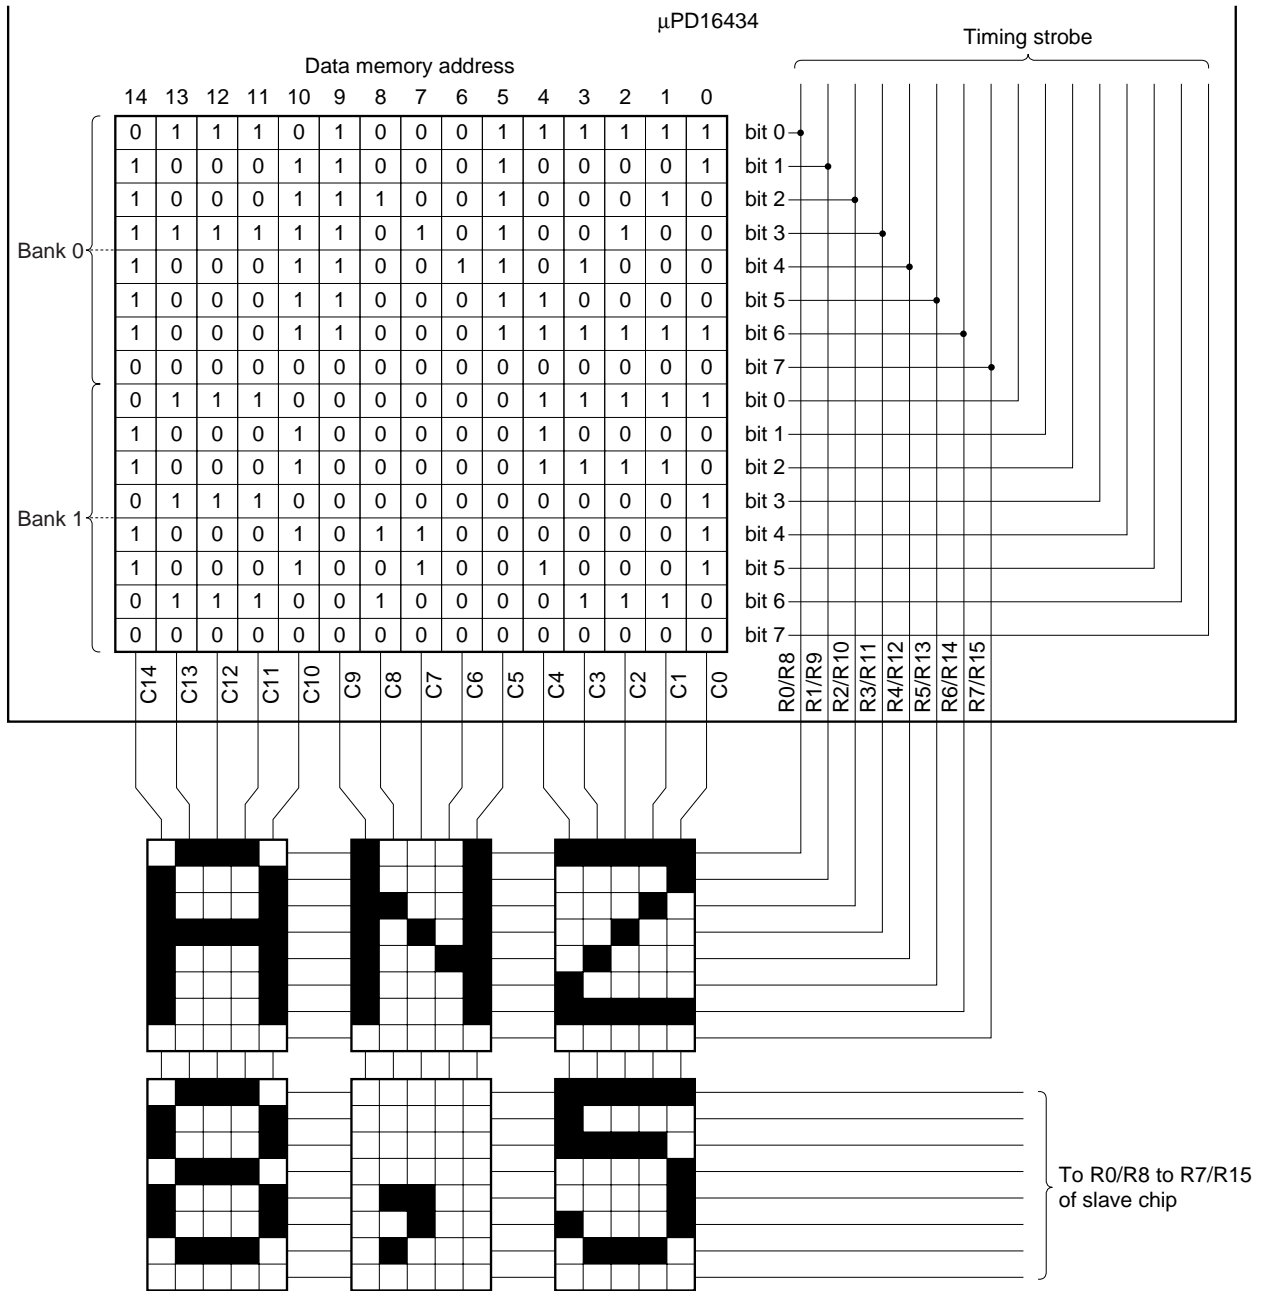 μPD16434
Timing strobe
Data memory address
14 13 12 11 10 9 8 7 6 5 4 3 2 1 0
0 1 1 1 0 1 0 0 0 1 1 1 1 1 1 bit 0
1 0 0 0 1 1 0 0 0 1 0 0 0 0 1 bit 1
1 0 0 0 1 1 1 0 0 1 0 0 0 1 0 bit 2
1 1 1 1 1 1 0 1 0 1 0 0 1 0 0 bit 3
Bank 0
1 0 0 0 1 1 0 0 1 1 0 1 0 0 0 bit 4
1 0 0 0 1 1 0 0 0 1 1 0 0 0 0 bit 5
1 0 0 0 1 1 0 0 0 1 1 1 1 1 1 bit 6
0 0 0 0 0 0 0 0 0 0 0 0 0 0 0 bit 7
0 1 1 1 0 0 0 0 0 0 1 1 1 1 1 bit 0
1 0 0 0 1 0 0 0 0 0 1 0 0 0 0 bit 1
1 0 0 0 1 0 0 0 0 0 1 1 1 1 0 bit 2
0 1 1 1 0 0 0 0 0 0 0 0 0 0 1 bit 3
Bank 1
1 0 0 0 1 0 1 1 0 0 0 0 0 0 1 bit 4
1 0 0 0 1 0 0 1 0 0 1 0 0 0 1 bit 5
0 1 1 1 0 0 1 0 0 0 0 1 1 1 0 bit 6
0 0 0 0 0 0 0 0 0 0 0 0 0 0 0 bit 7
C14 C13 C12 C11 C10 C9 C8 C7 C6 C5 C4 C3 C2 C1 C0
R0/R8 R1/R9 R2/R10 R3/R11 R4/R12 R5/R13 R6/R14 R7/R15
To R0/R8 to R7/R15
of slave chip